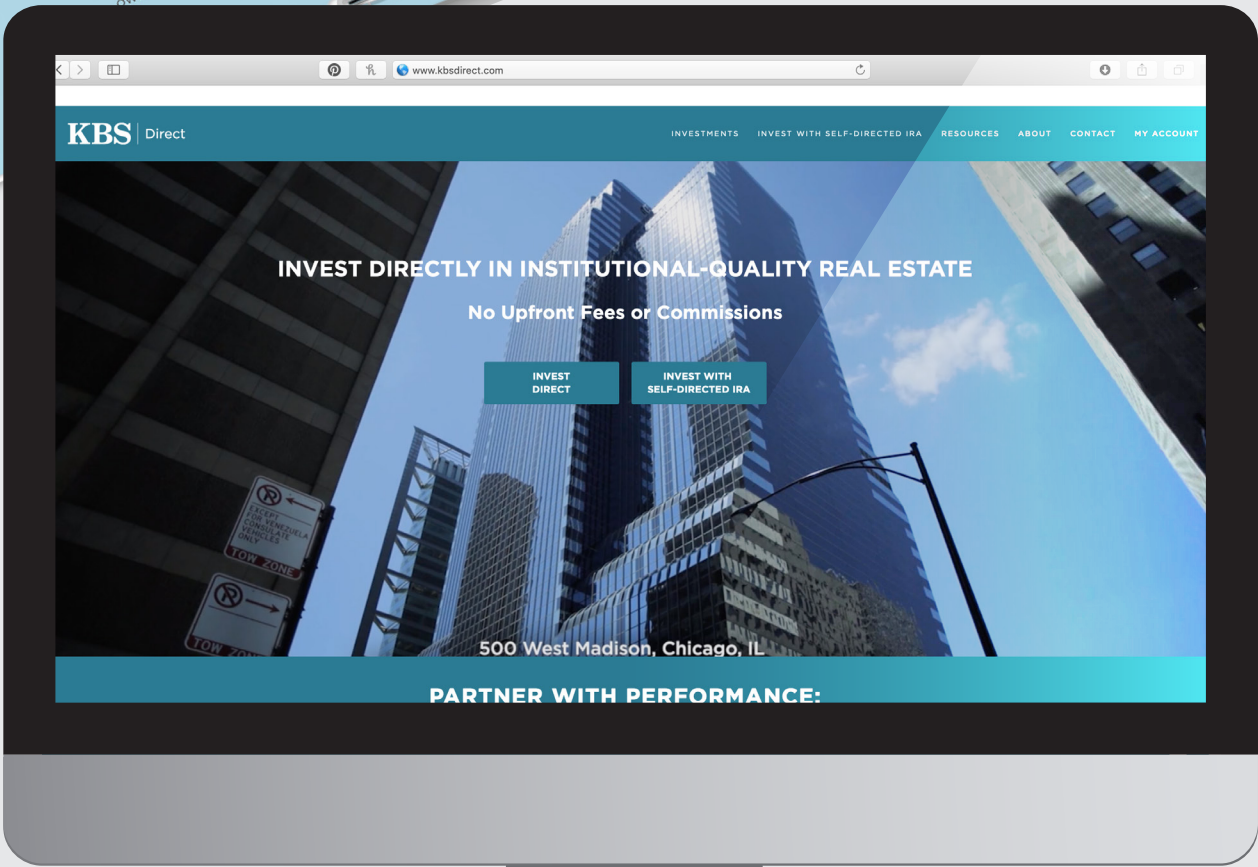 www.kbsdirect.com
KBS Direct
INVESTMENTS INVEST WITH SELF-DIRECTED IRA RESOURCES ABOUT CONTACT MY ACCOUNT
INVEST DIRECTLY IN INSTITUTIONAL-QUALITY REAL ESTATE
No Upfront Fees or Commissions
INVEST
DIRECT
INVEST WITH
SELF-DIRECTED IRA
EXCEPT
FOR VENEZUELA
CONSULATE
VEHICLES
ONLY
TOW ZONE
TOW ZONE
500 West Madison, Chicago, IL
PARTNER WITH PERFORMANCE: